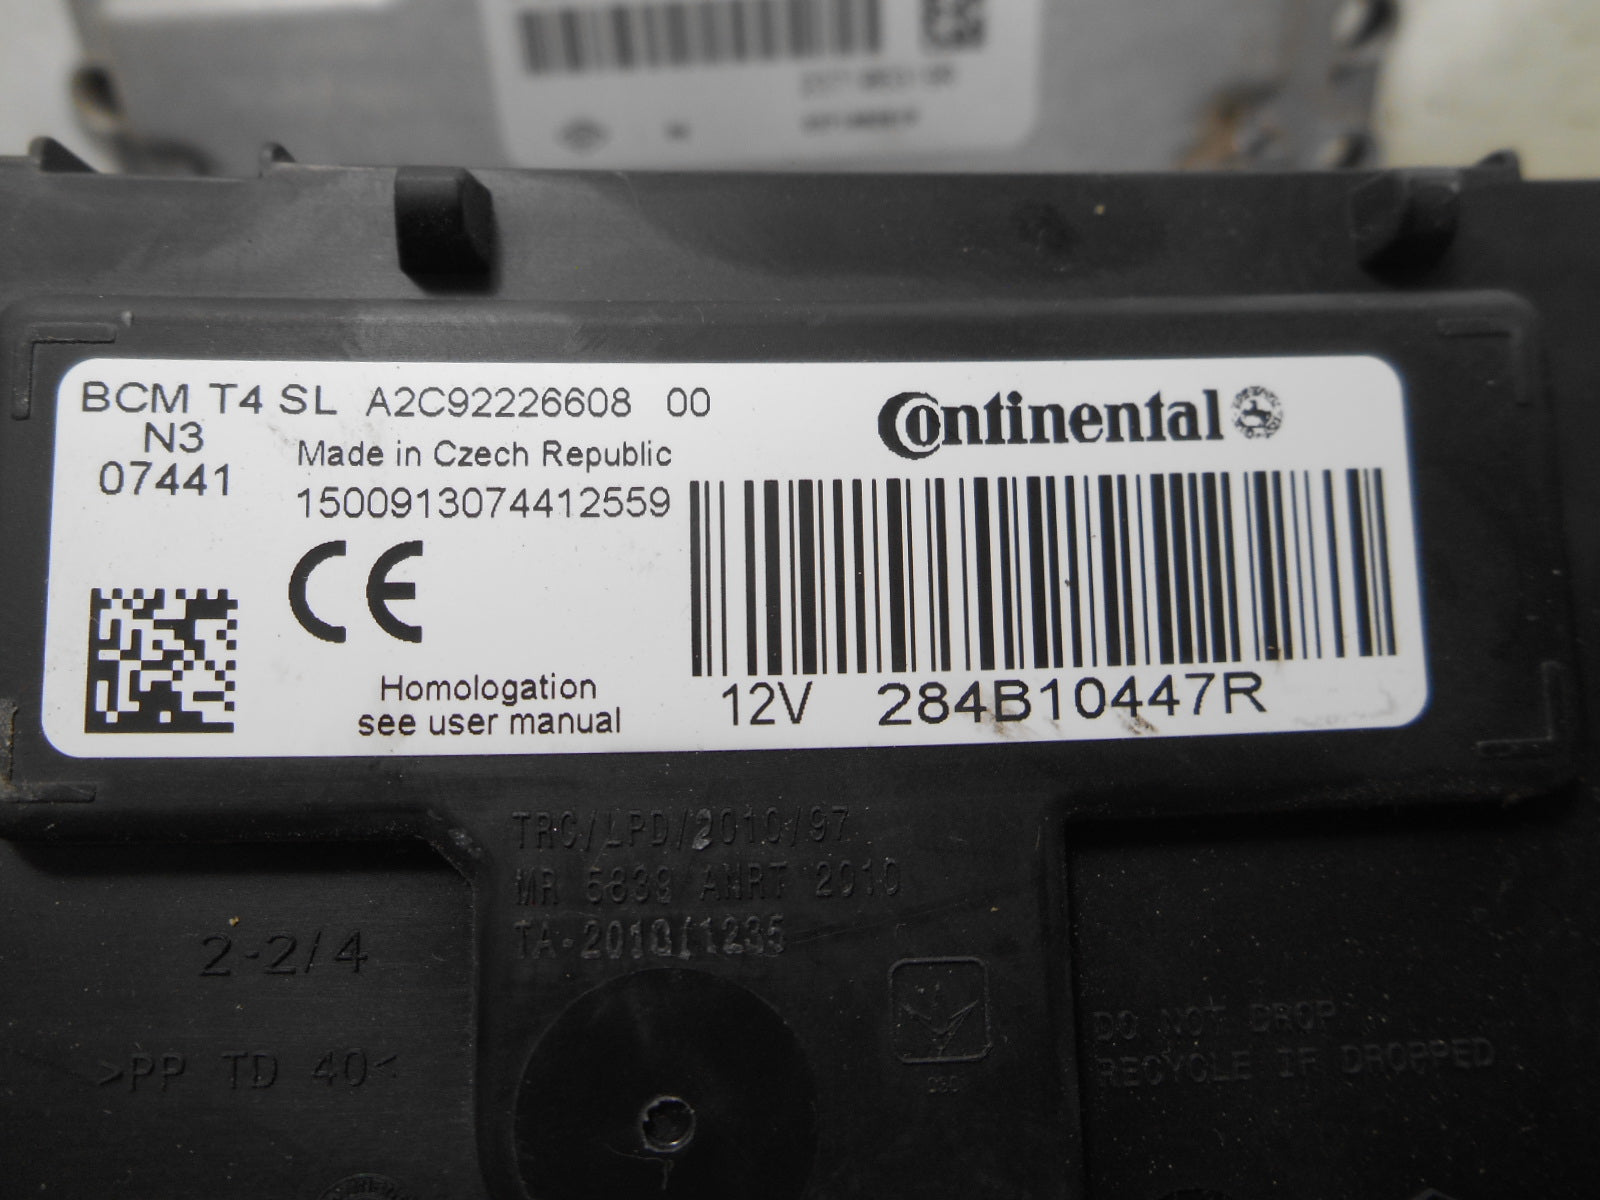 BCM T4 SL A2C92226608 00
N3
07441
Made in Czech Republic
1500913074412559
CE
Homologation
see user manual
Continental
12V 284B10447R
TRC/LPD/2010/97
MR 5839 ANRT 2010
TA-2010/1235
2-2/4
>PP TD 40<
DO NOT DROP
RECYCLE IF DROPPED